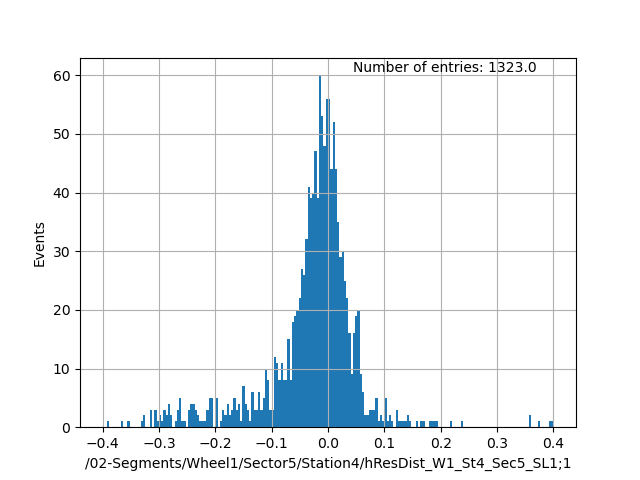 Number of entries: 1323.0
60
50
40
30
20
10
0
Events
−0.4 −0.3 −0.2 −0.1 0.0 0.1 0.2 0.3 0.4
/02-Segments/Wheel1/Sector5/Station4/hResDist_W1_St4_Sec5_SL1;1